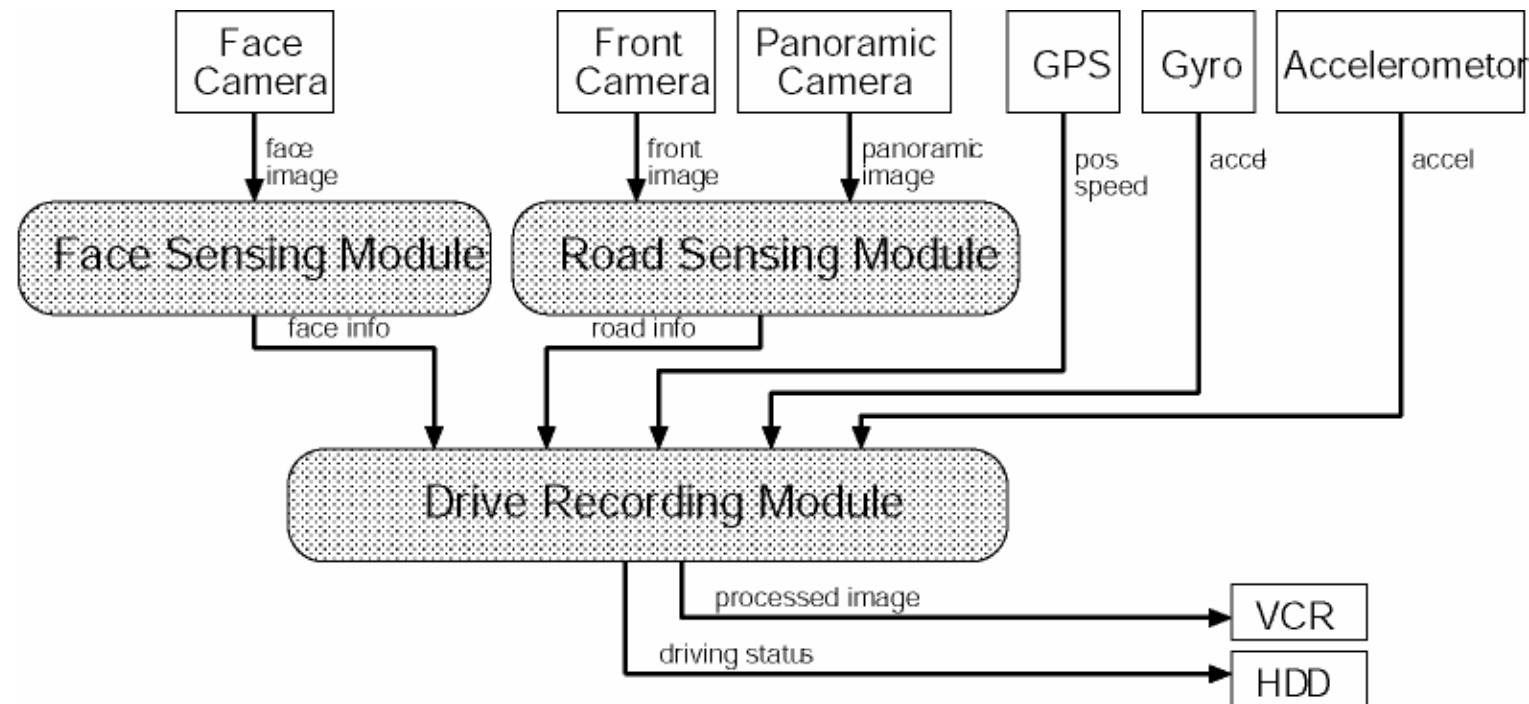 Face
Camera
Front
Camera
Panoramic
Camera
GPS
Gyro
Accelerometor
face
image
front
image
panoramic
image
pos
speed
accel
accel
Face Sensing Module
Road Sensing Module
face info
road info
Drive Recording Module
processed image
VCR
driving status
HDD